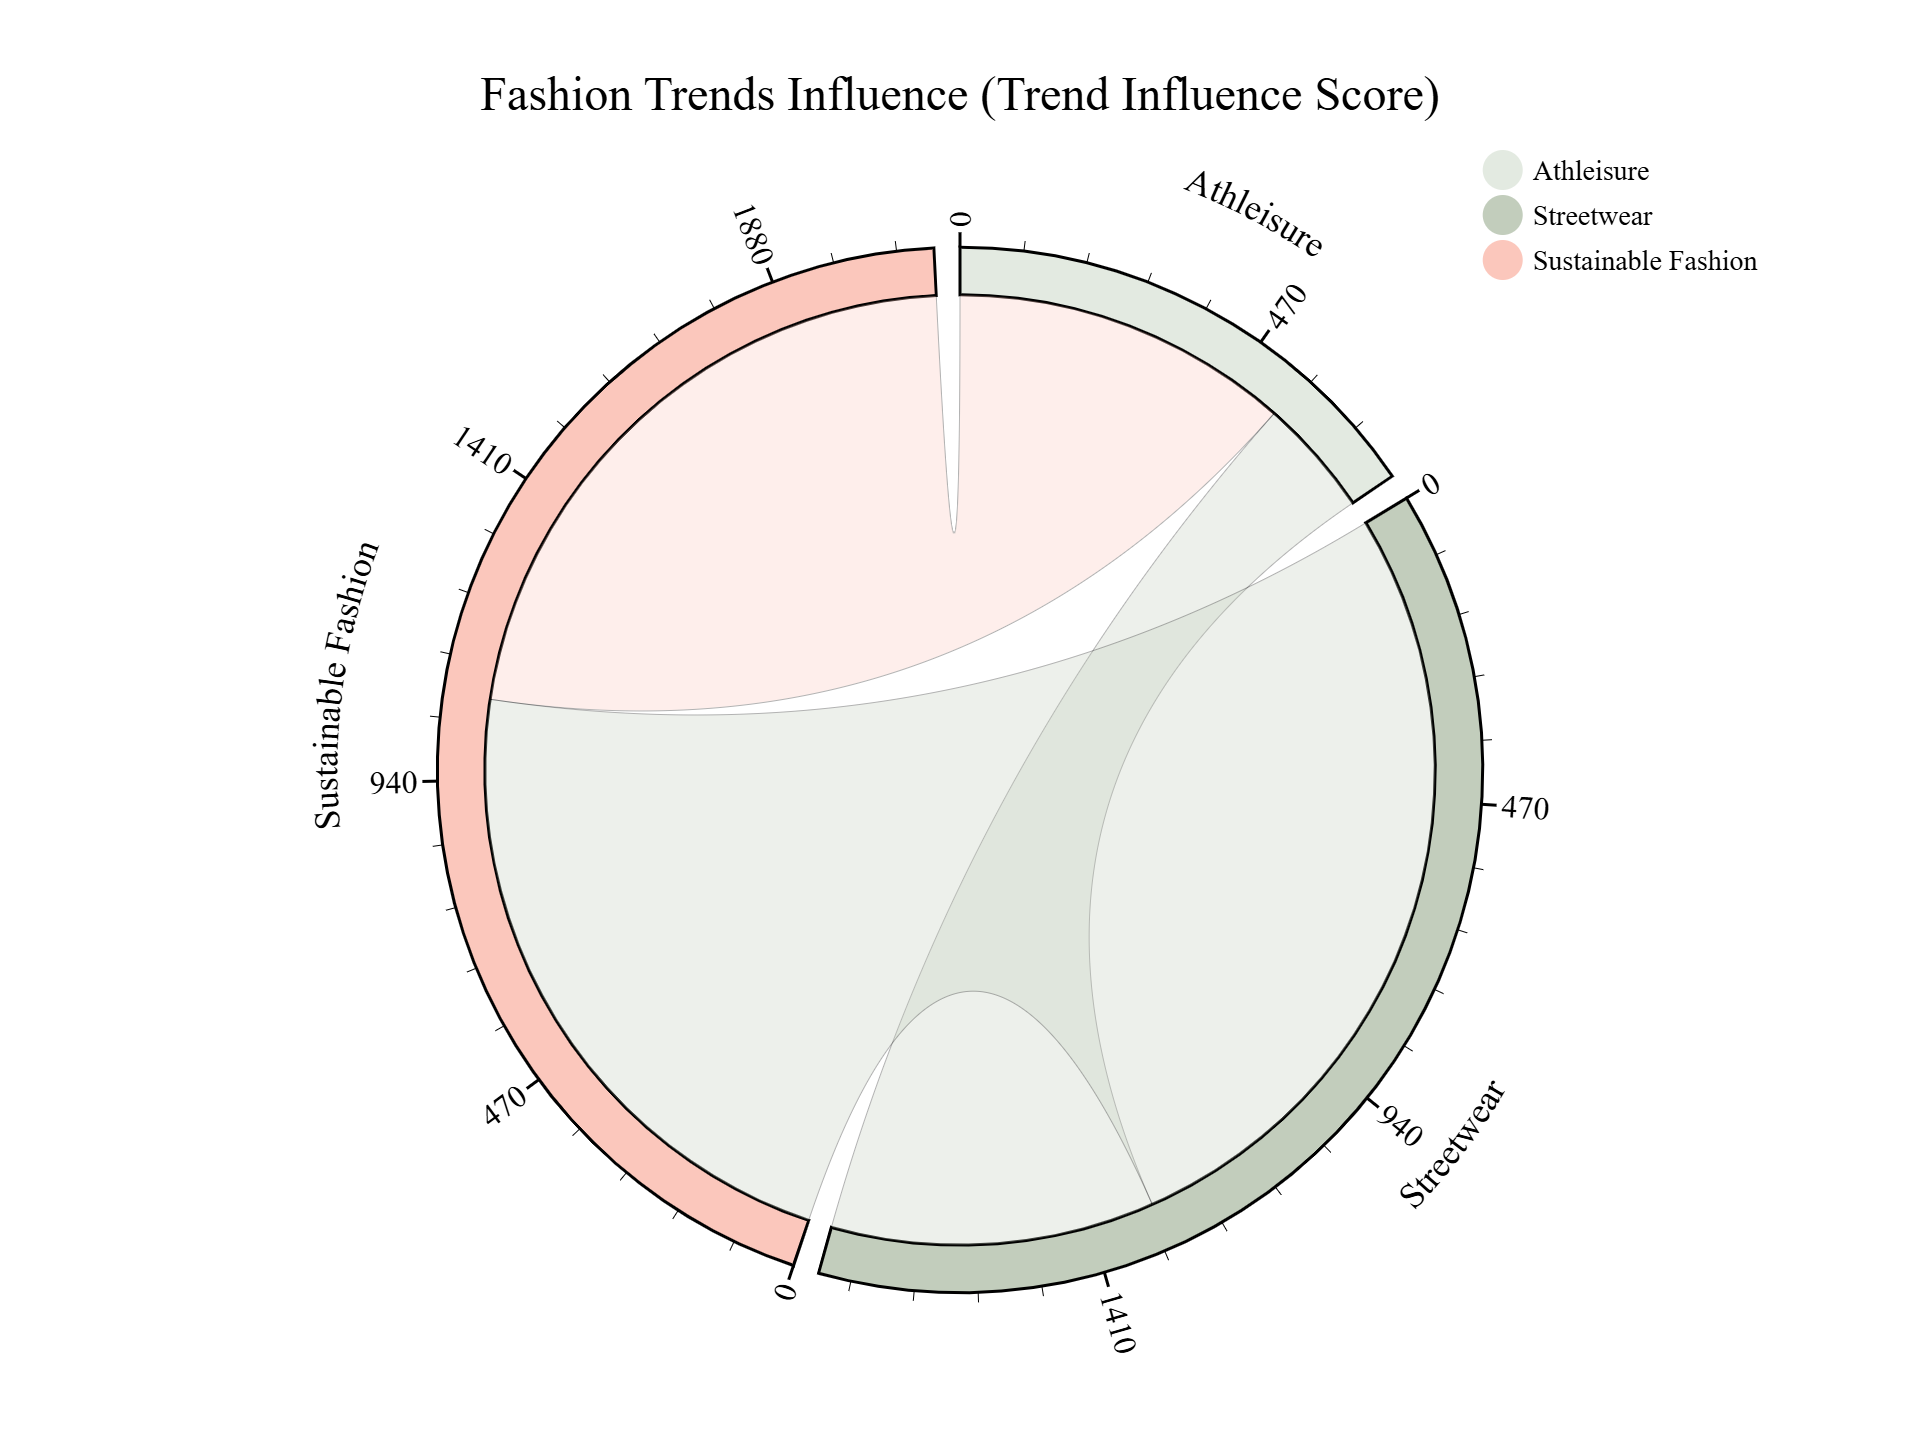 Fashion Trends Influence (Trend Influence Score)
Athleisure
Streetwear
Sustainable Fashion
Athleisure
0
470
Streetwear
0
470
940
1410
Sustainable Fashion
0
470
940
1410
1880